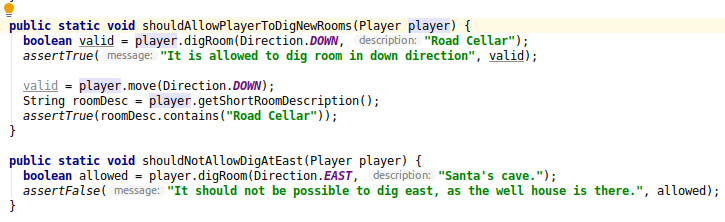 public static void shouldAllowPlayerToDigNewRooms(Player player) {
boolean valid = player.digRoom(Direction.DOWN, description: "Road Cellar");
assertTrue( message: "It is allowed to dig room in down direction", valid);
valid = player.move(Direction.DOWN);
String roomDesc = player.getShortRoomDescription();
assertTrue(roomDesc.contains("Road Cellar"));
}
public static void shouldNotAllowDigAtEast(Player player) {
boolean allowed = player.digRoom(Direction.EAST, description: "Santa's cave.");
assertFalse( message: "It should not be possible to dig east, as the well house is there.", allowed);
}